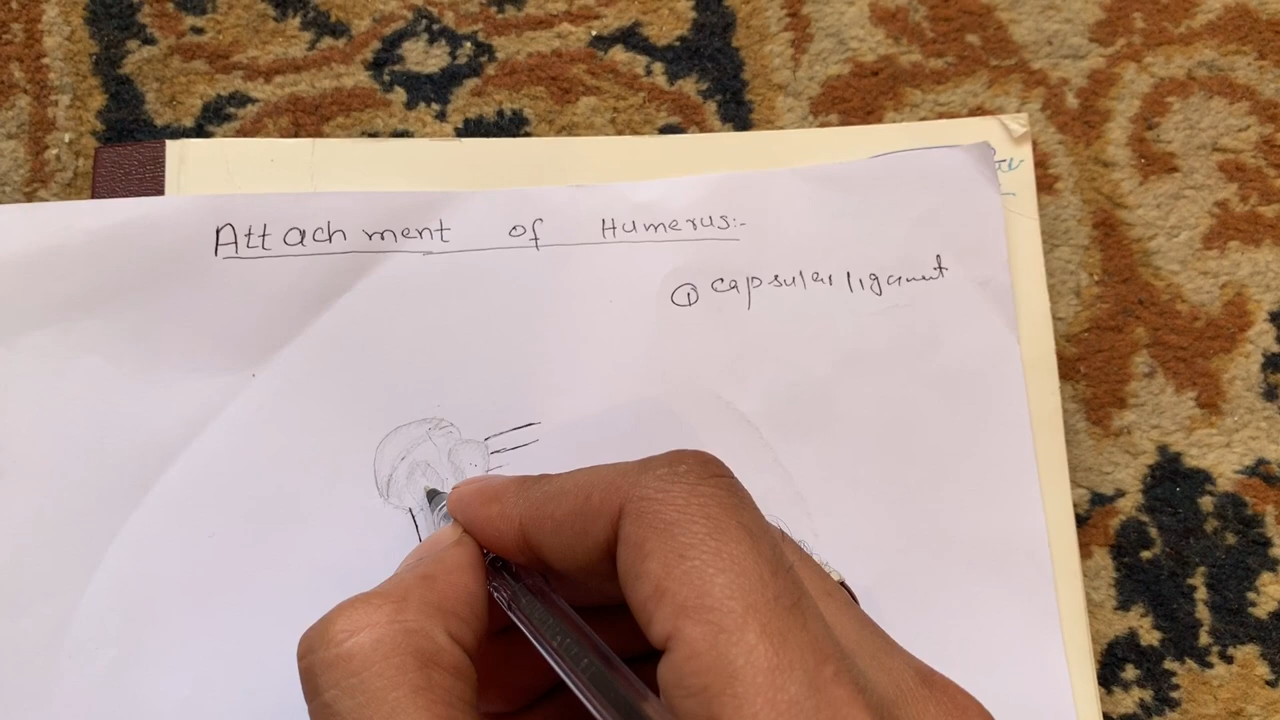 Attachment of Humerus:-
① capsular ligament